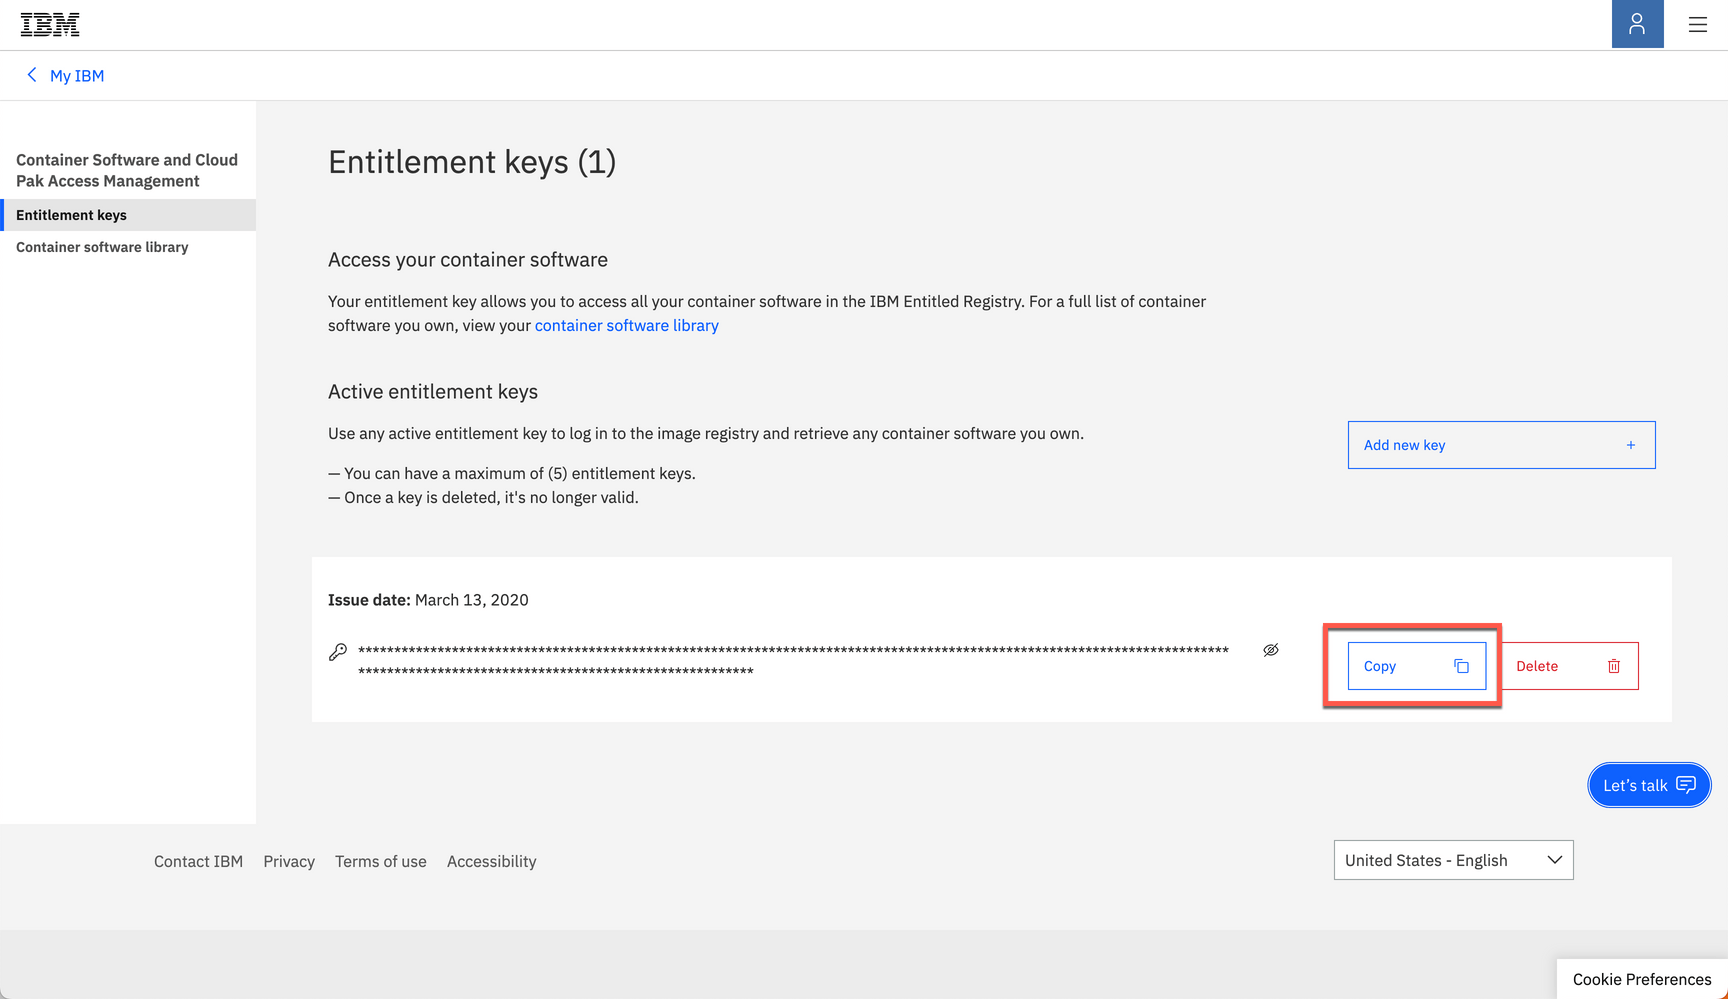 IBM
My IBM
Container Software and Cloud
Pak Access Management
Entitlement keys
Container software library
Entitlement keys (1)
Access your container software
Your entitlement key allows you to access all your container software in the IBM Entitled Registry. For a full list of container
software you own, view your container software library
Active entitlement keys
Use any active entitlement key to log in to the image registry and retrieve any container software you own.
— You can have a maximum of (5) entitlement keys.
— Once a key is deleted, it's no longer valid.
Add new key +
Issue date: March 13, 2020
*************************************************************************************************************************
*******************************************************
Copy
Delete
Let's talk
Contact IBM Privacy Terms of use Accessibility
United States - English
Cookie Preferences